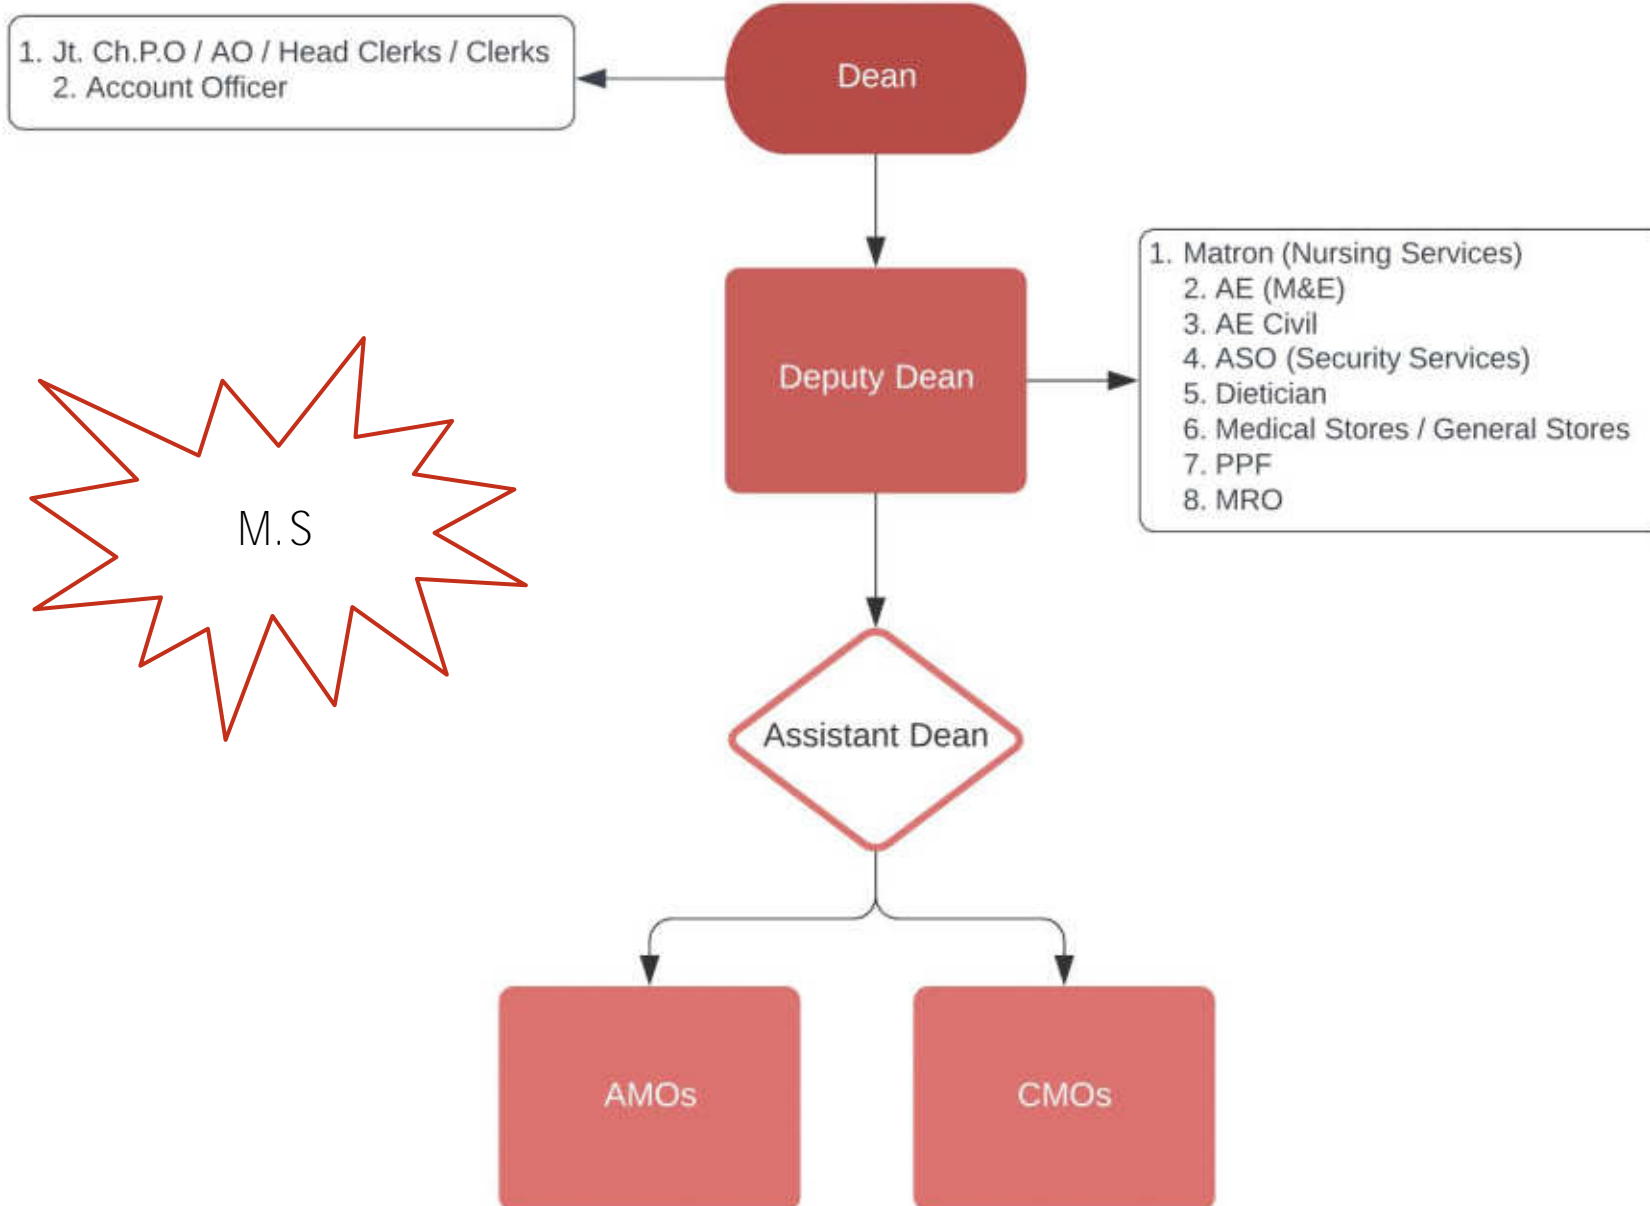 1. Jt. Ch.P.O / AO / Head Clerks / Clerks
2. Account Officer
Dean
Deputy Dean
1. Matron (Nursing Services)
2. AE (M&E)
3. AE Civil
4. ASO (Security Services)
5. Dietician
6. Medical Stores / General Stores
7. PPF
8. MRO
M.S
Assistant Dean
AMOs
CMOs